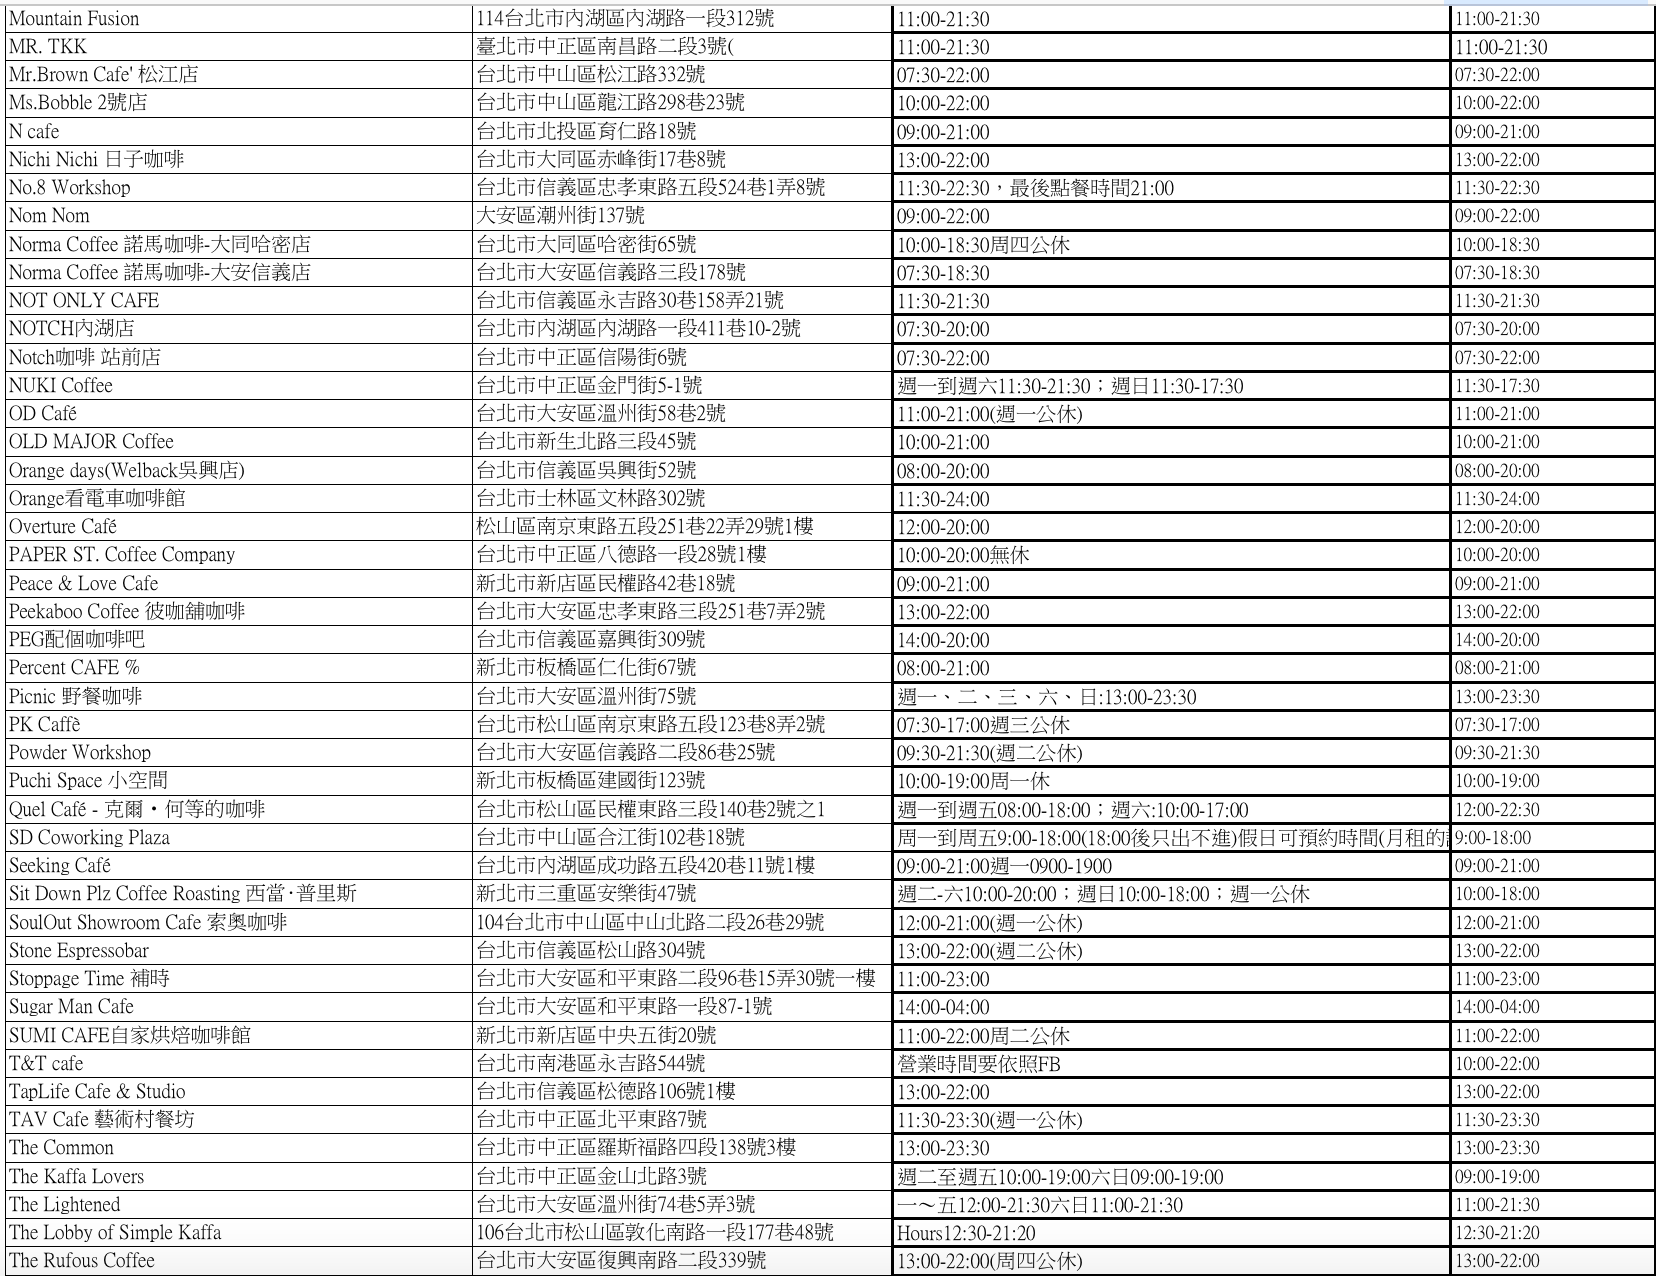 Mountain Fusion 114台北市內湖區內湖路一段312號 11:00-21:30 11:00-21:30
MR. TKK 臺北市中正區南昌路二段3號( 11:00-21:30 11:00-21:30
Mr.Brown Cafe' 松江店 台北市中山區松江路332號 07:30-22:00 07:30-22:00
Ms.Bobble 2號店 台北市中山區龍江路298巷23號 10:00-22:00 10:00-22:00
N cafe 台北市北投區育仁路18號 09:00-21:00 09:00-21:00
Nichi Nichi 日子咖啡 台北市大同區赤峰街17巷8號 13:00-22:00 13:00-22:00
No.8 Workshop 台北市信義區忠孝東路五段524巷1弄8號 11:30-22:30，最後點餐時間21:00 11:30-22:30
Nom Nom 大安區潮州街137號 09:00-22:00 09:00-22:00
Norma Coffee 諾馬咖啡-大同哈密店 台北市大同區哈密街65號 10:00-18:30周四公休 10:00-18:30
Norma Coffee 諾馬咖啡-大安信義店 台北市大安區信義路三段178號 07:30-18:30 07:30-18:30
NOT ONLY CAFE 台北市信義區永吉路30巷158弄21號 11:30-21:30 11:30-21:30
NOTCH內湖店 台北市內湖區內湖路一段411巷10-2號 07:30-20:00 07:30-20:00
Notch咖啡 站前店 台北市中正區信陽街6號 07:30-22:00 07:30-22:00
NUKI Coffee 台北市中正區金門街5-1號 週一到週六11:30-21:30；週日11:30-17:30 11:30-17:30
OD Café 台北市大安區溫州街58巷2號 11:00-21:00(週一公休) 11:00-21:00
OLD MAJOR Coffee 台北市新生北路三段45號 10:00-21:00 10:00-21:00
Orange days(Welback吳興店) 台北市信義區吳興街52號 08:00-20:00 08:00-20:00
Orange看電車咖啡館 台北市士林區文林路302號 11:30-24:00 11:30-24:00
Overture Café 松山區南京東路五段251巷22弄29號1樓 12:00-20:00 12:00-20:00
PAPER ST. Coffee Company 台北市中正區八德路一段28號1樓 10:00-20:00無休 10:00-20:00
Peace & Love Cafe 新北市新店區民權路42巷18號 09:00-21:00 09:00-21:00
Peekaboo Coffee 彼咖舖咖啡 台北市大安區忠孝東路三段251巷7弄2號 13:00-22:00 13:00-22:00
PEG配個咖啡吧 台北市信義區嘉興街309號 14:00-20:00 14:00-20:00
Percent CAFE % 新北市板橋區仁化街67號 08:00-21:00 08:00-21:00
Picnic 野餐咖啡 台北市大安區溫州街75號 週一、二、三、六、日:13:00-23:30 13:00-23:30
PK Caffè 台北市松山區南京東路五段123巷8弄2號 07:30-17:00週三公休 07:30-17:00
Powder Workshop 台北市大安區信義路二段86巷25號 09:30-21:30(週二公休) 09:30-21:30
Puchi Space 小空間 新北市板橋區建國街123號 10:00-19:00周一休 10:00-19:00
Quel Café - 克爾・何等的咖啡 台北市松山區民權東路三段140巷2號之1 週一到週五08:00-18:00；週六:10:00-17:00 12:00-22:30
SD Coworking Plaza 台北市中山區合江街102巷18號 周一到周五9:00-18:00(18:00後只出不進)假日可預約時間(月租的 9:00-18:00
Seeking Café 台北市內湖區成功路五段420巷11號1樓 09:00-21:00週一0900-1900 09:00-21:00
Sit Down Plz Coffee Roasting 西當·普里斯 新北市三重區安樂街47號 週二-六10:00-20:00；週日10:00-18:00；週一公休 10:00-18:00
SoulOut Showroom Cafe 索奧咖啡 104台北市中山區中山北路二段26巷29號 12:00-21:00(週一公休) 12:00-21:00
Stone Espressobar 台北市信義區松山路304號 13:00-22:00(週二公休) 13:00-22:00
Stoppage Time 補時 台北市大安區和平東路二段96巷15弄30號一樓 11:00-23:00 11:00-23:00
Sugar Man Cafe 台北市大安區和平東路一段87-1號 14:00-04:00 14:00-04:00
SUMI CAFE自家烘焙咖啡館 新北市新店區中央五街20號 11:00-22:00周二公休 11:00-22:00
T&T cafe 台北市南港區永吉路544號 營業時間要依照FB 10:00-22:00
TapLife Cafe & Studio 台北市信義區松德路106號1樓 13:00-22:00 13:00-22:00
TAV Cafe 藝術村餐坊 台北市中正區北平東路7號 11:30-23:30(週一公休) 11:30-23:30
The Common 台北市中正區羅斯福路四段138號3樓 13:00-23:30 13:00-23:30
The Kaffa Lovers 台北市中正區金山北路3號 週二至週五10:00-19:00六日09:00-19:00 09:00-19:00
The Lightened 台北市大安區溫州街74巷5弄3號 一～五12:00-21:30六日11:00-21:30 11:00-21:30
The Lobby of Simple Kaffa 106台北市松山區敦化南路一段177巷48號 Hours12:30-21:20 12:30-21:20
The Rufous Coffee 台北市大安區復興南路二段339號 13:00-22:00(周四公休) 13:00-22:00